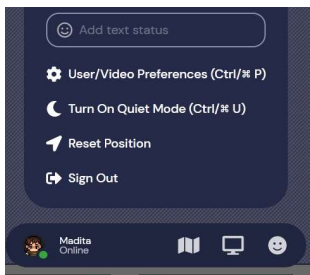 Add text status
User/Video Preferences (Ctrl/⌘ P)
Turn On Quiet Mode (Ctrl/⌘ U)
Reset Position
Sign Out
Madita
Online